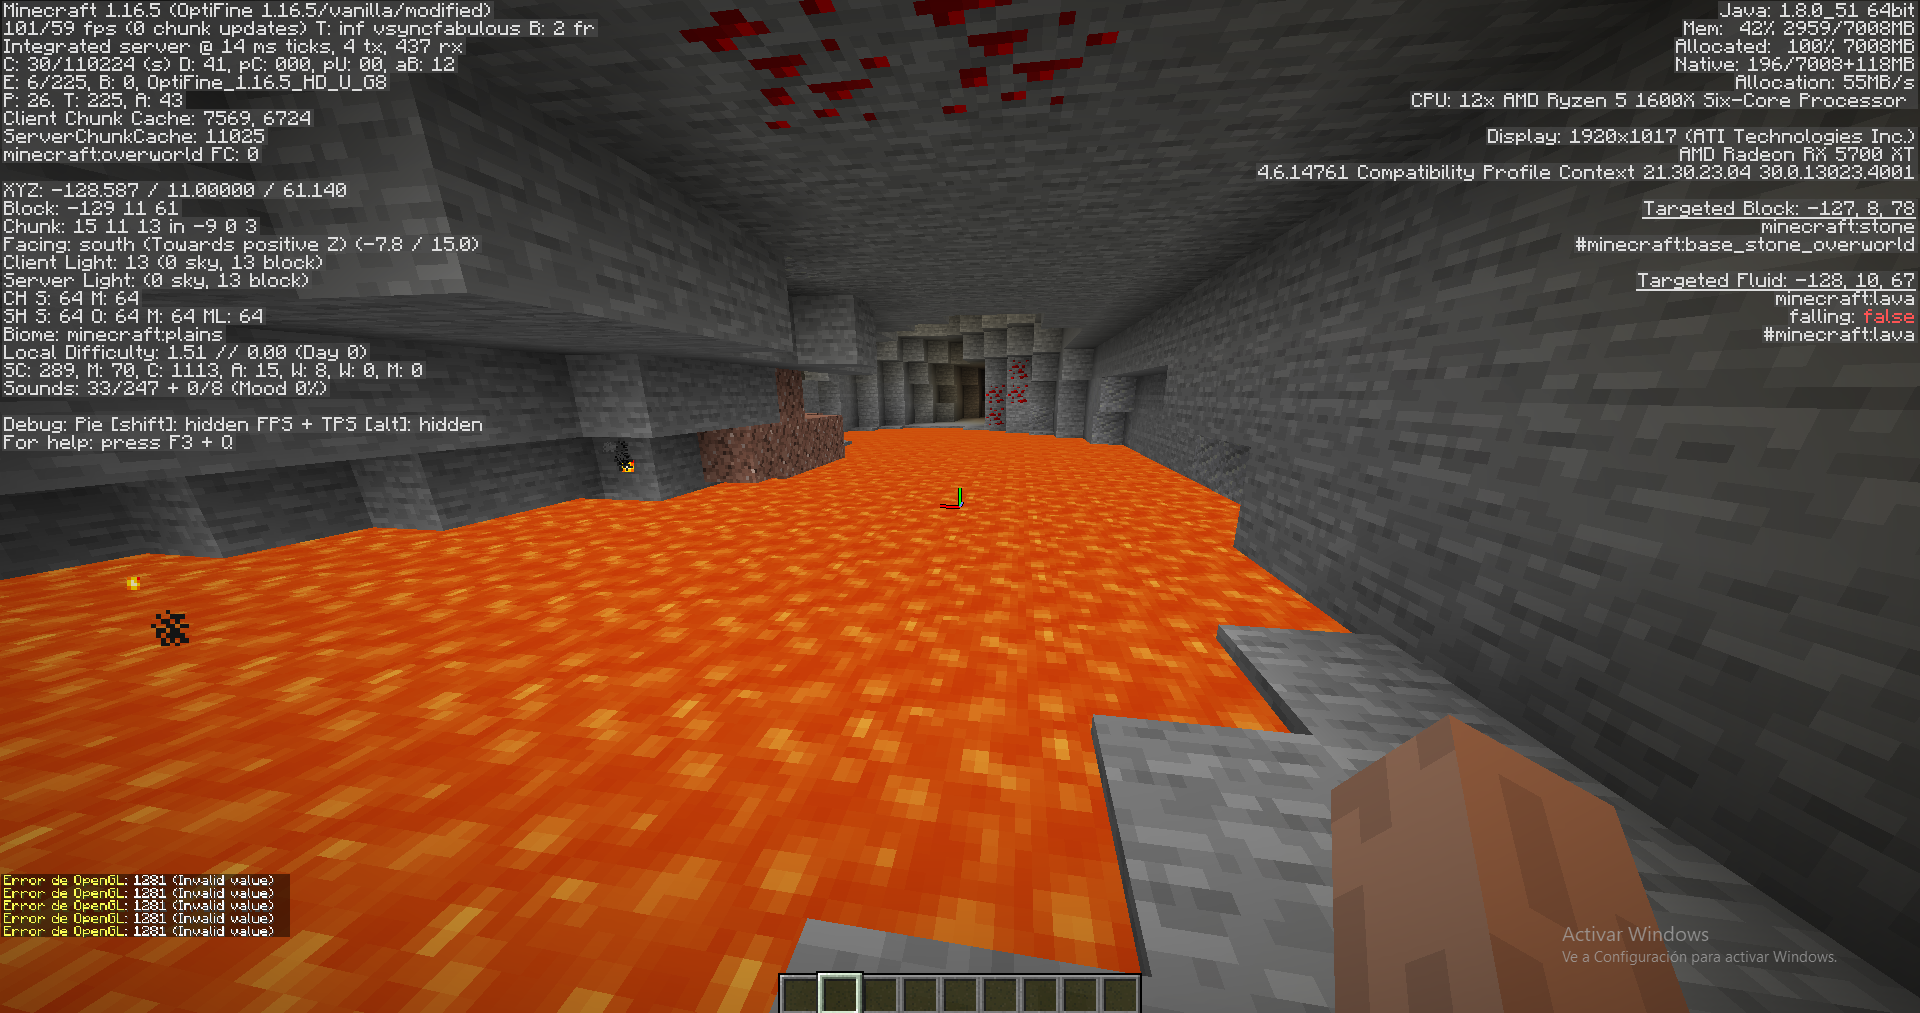 Minecraft 1.16.5 (OptiFine 1.16.5/vanilla/modified)
101/59 fps (0 chunk updates) T: inf vsyncfabulous B: 2 fr
Integrated server @ 14 ms ticks, 4 tx, 437 rx
C: 30/110224 (s) D: 41, pC: 000, pU: 00, aB: 12
E: 6/225, B: 0, OptiFine_1.16.5_HD_U_G8
P: 26. T: 225, A: 43
Client Chunk Cache: 7569, 6724
ServerChunkCache: 11025
minecraft:overworld FC: 0
XYZ: -128.587 / 11.00000 / 61.140
Block: -129 11 61
Chunk: 15 11 13 in -9 0 3
Facing: south (Towards positive Z) (-7.8 / 15.0)
Client Light: 13 (0 sky, 13 block)
Server Light: (0 sky, 13 block)
CH S: 64 M: 64
SH S: 64 O: 64 M: 64 ML: 64
Biome: minecraft:plains
Local Difficulty: 1.51 // 0.00 (Day 0)
SC: 289, M: 70, C: 1113, A: 15, W: 8, W: 0, M: 0
Sounds: 33/247 + 0/8 (Mood 0%)
Debug: Pie [shift]: hidden FPS + TPS [alt]: hidden
For help: press F3 + Q
Java: 1.8.0_51 64bit
Mem: 42% 2959/7008MB
Allocated: 100% 7008MB
Native: 196/7008+118MB
Allocation: 55MB/s
CPU: 12x AMD Ryzen 5 1600X Six-Core Processor
Display: 1920x1017 (ATI Technologies Inc.)
AMD Radeon RX 5700 XT
4.6.14761 Compatibility Profile Context 21.30.23.04 30.0.13023.4001
Targeted Block: -127, 8, 78
minecraft:stone
#minecraft:base_stone_overworld
Targeted Fluid: -128, 10, 67
minecraft:lava
falling: false
#minecraft:lava
Error de OpenGL: 1281 (Invalid value)
Error de OpenGL: 1281 (Invalid value)
Error de OpenGL: 1281 (Invalid value)
Error de OpenGL: 1281 (Invalid value)
Error de OpenGL: 1281 (Invalid value)
Activar Windows
Ve a Configuración para activar Windows.